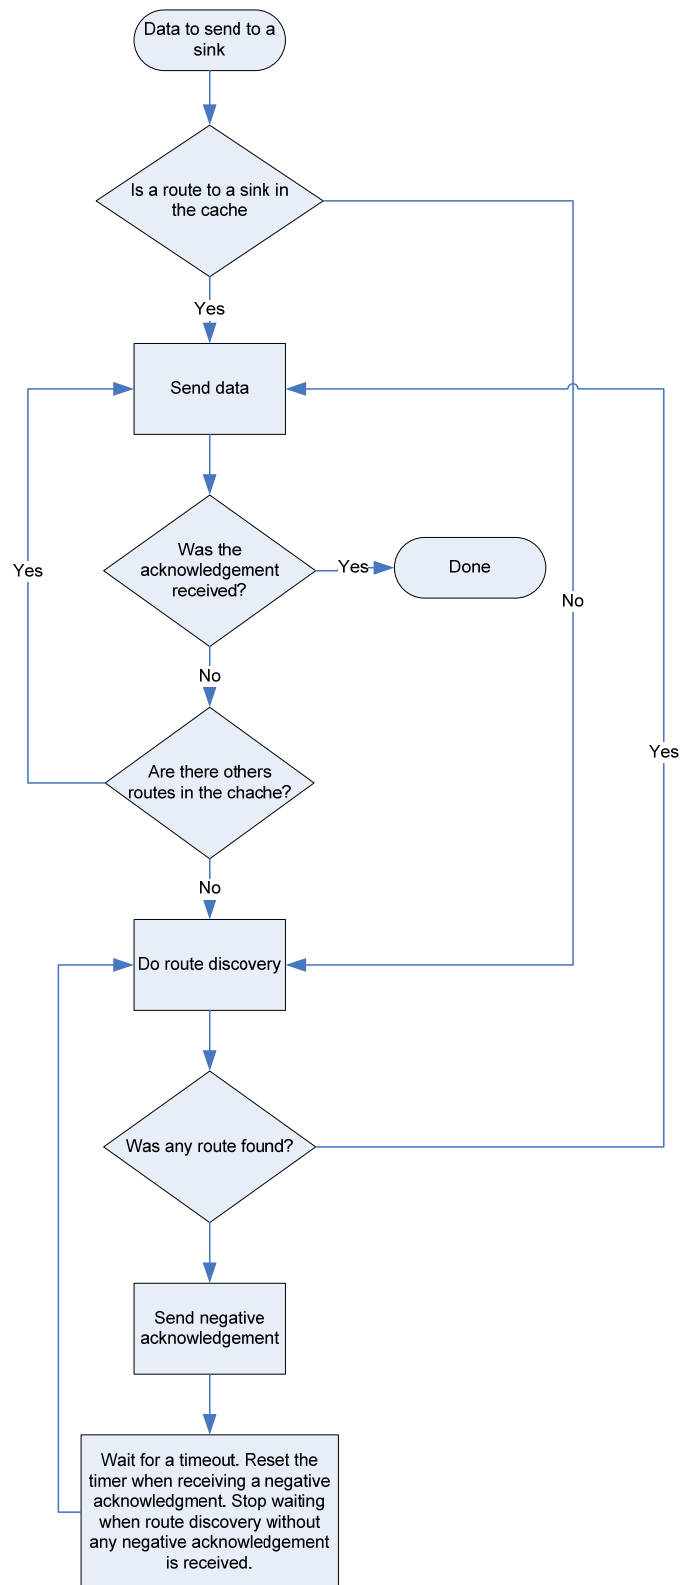 Data to send to a
sink
Is a route to a sink in
the cache
Yes
Send data
Was the
acknowledgement
received?
Yes
Done
Yes
No
No
Are there others
routes in the chache?
Yes
No
Do route discovery
Was any route found?
Send negative
acknowledgement
Wait for a timeout. Reset the
timer when receiving a negative
acknowledgment. Stop waiting
when route discovery without
any negative acknowledgement
is received.